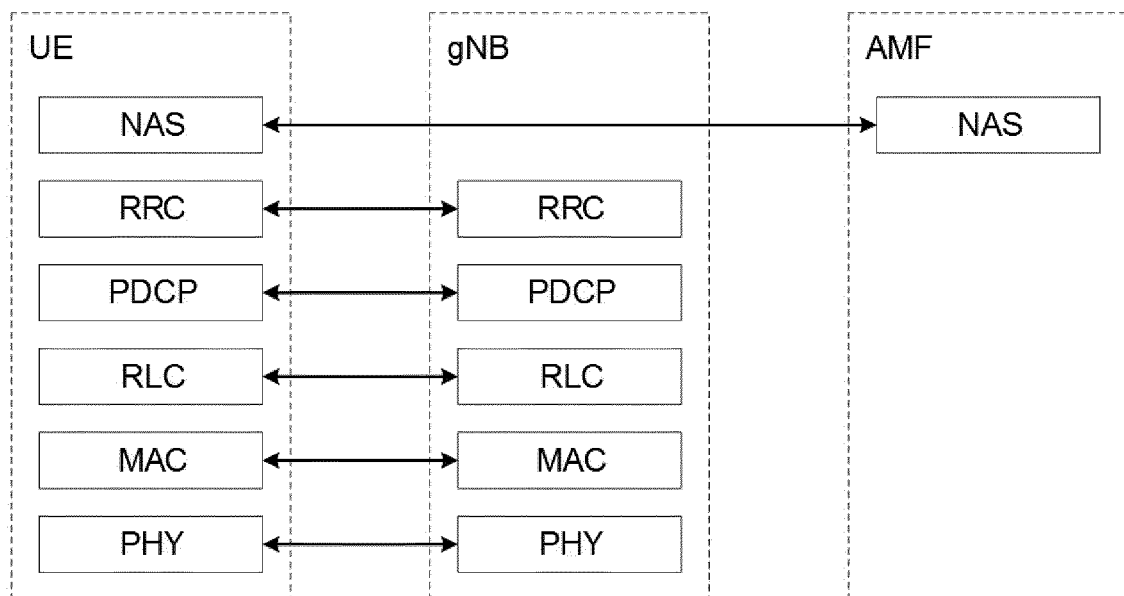 UE gNB AMF
NAS NAS
RRC RRC
PDCP PDCP
RLC RLC
MAC MAC
PHY PHY